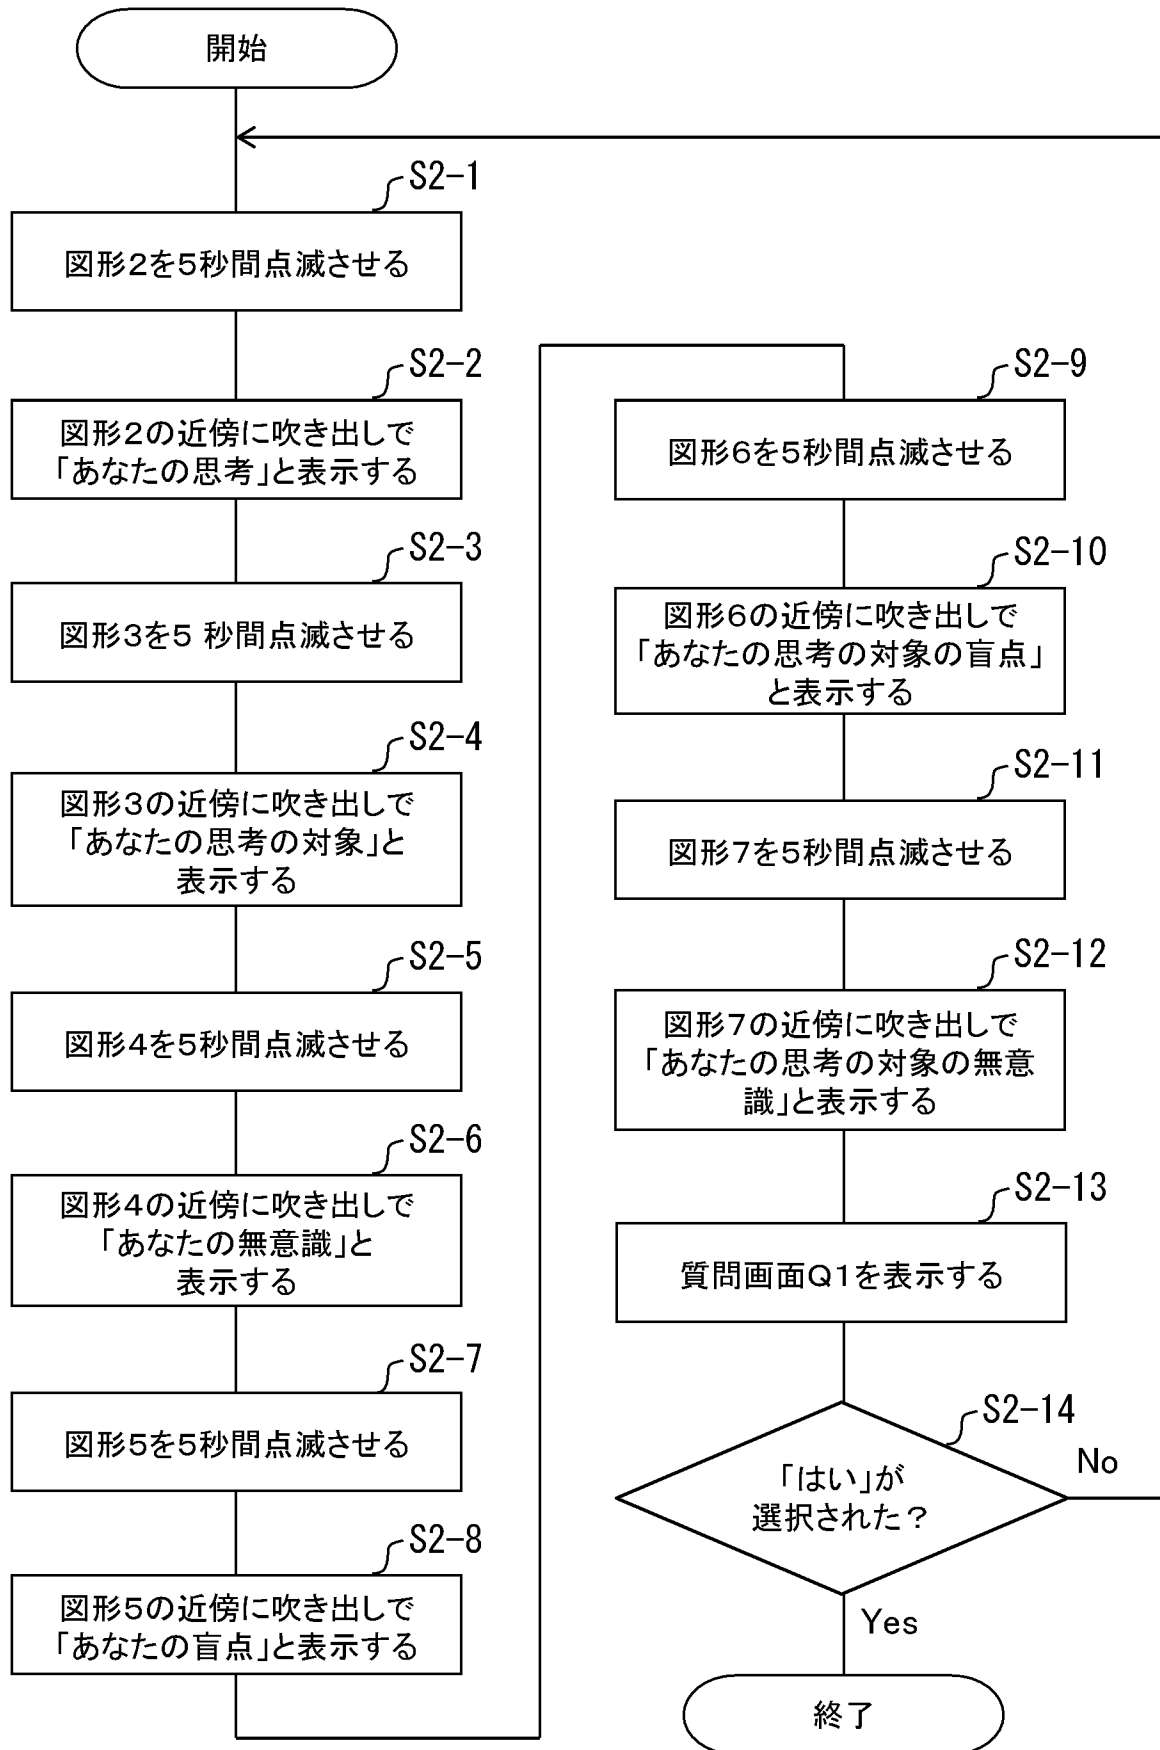 開始
S2-1
図形2を5秒間点滅させる
S2-2
図形2の近傍に吹き出しで
「あなたの思考」と表示する
S2-3
図形3を5 秒間点滅させる
S2-4
図形3の近傍に吹き出しで
「あなたの思考の対象」と
表示する
S2-5
図形4を5秒間点滅させる
S2-6
図形4の近傍に吹き出しで
「あなたの無意識」と
表示する
S2-7
図形5を5秒間点滅させる
S2-8
図形5の近傍に吹き出しで
「あなたの盲点」と表示する
S2-9
図形6を5秒間点滅させる
S2-10
図形6の近傍に吹き出しで
「あなたの思考の対象の盲点」
と表示する
S2-11
図形7を5秒間点滅させる
S2-12
図形7の近傍に吹き出しで
「あなたの思考の対象の無意
識」と表示する
S2-13
質問画面Q1を表示する
S2-14
「はい」が
選択された?
No
Yes
終了